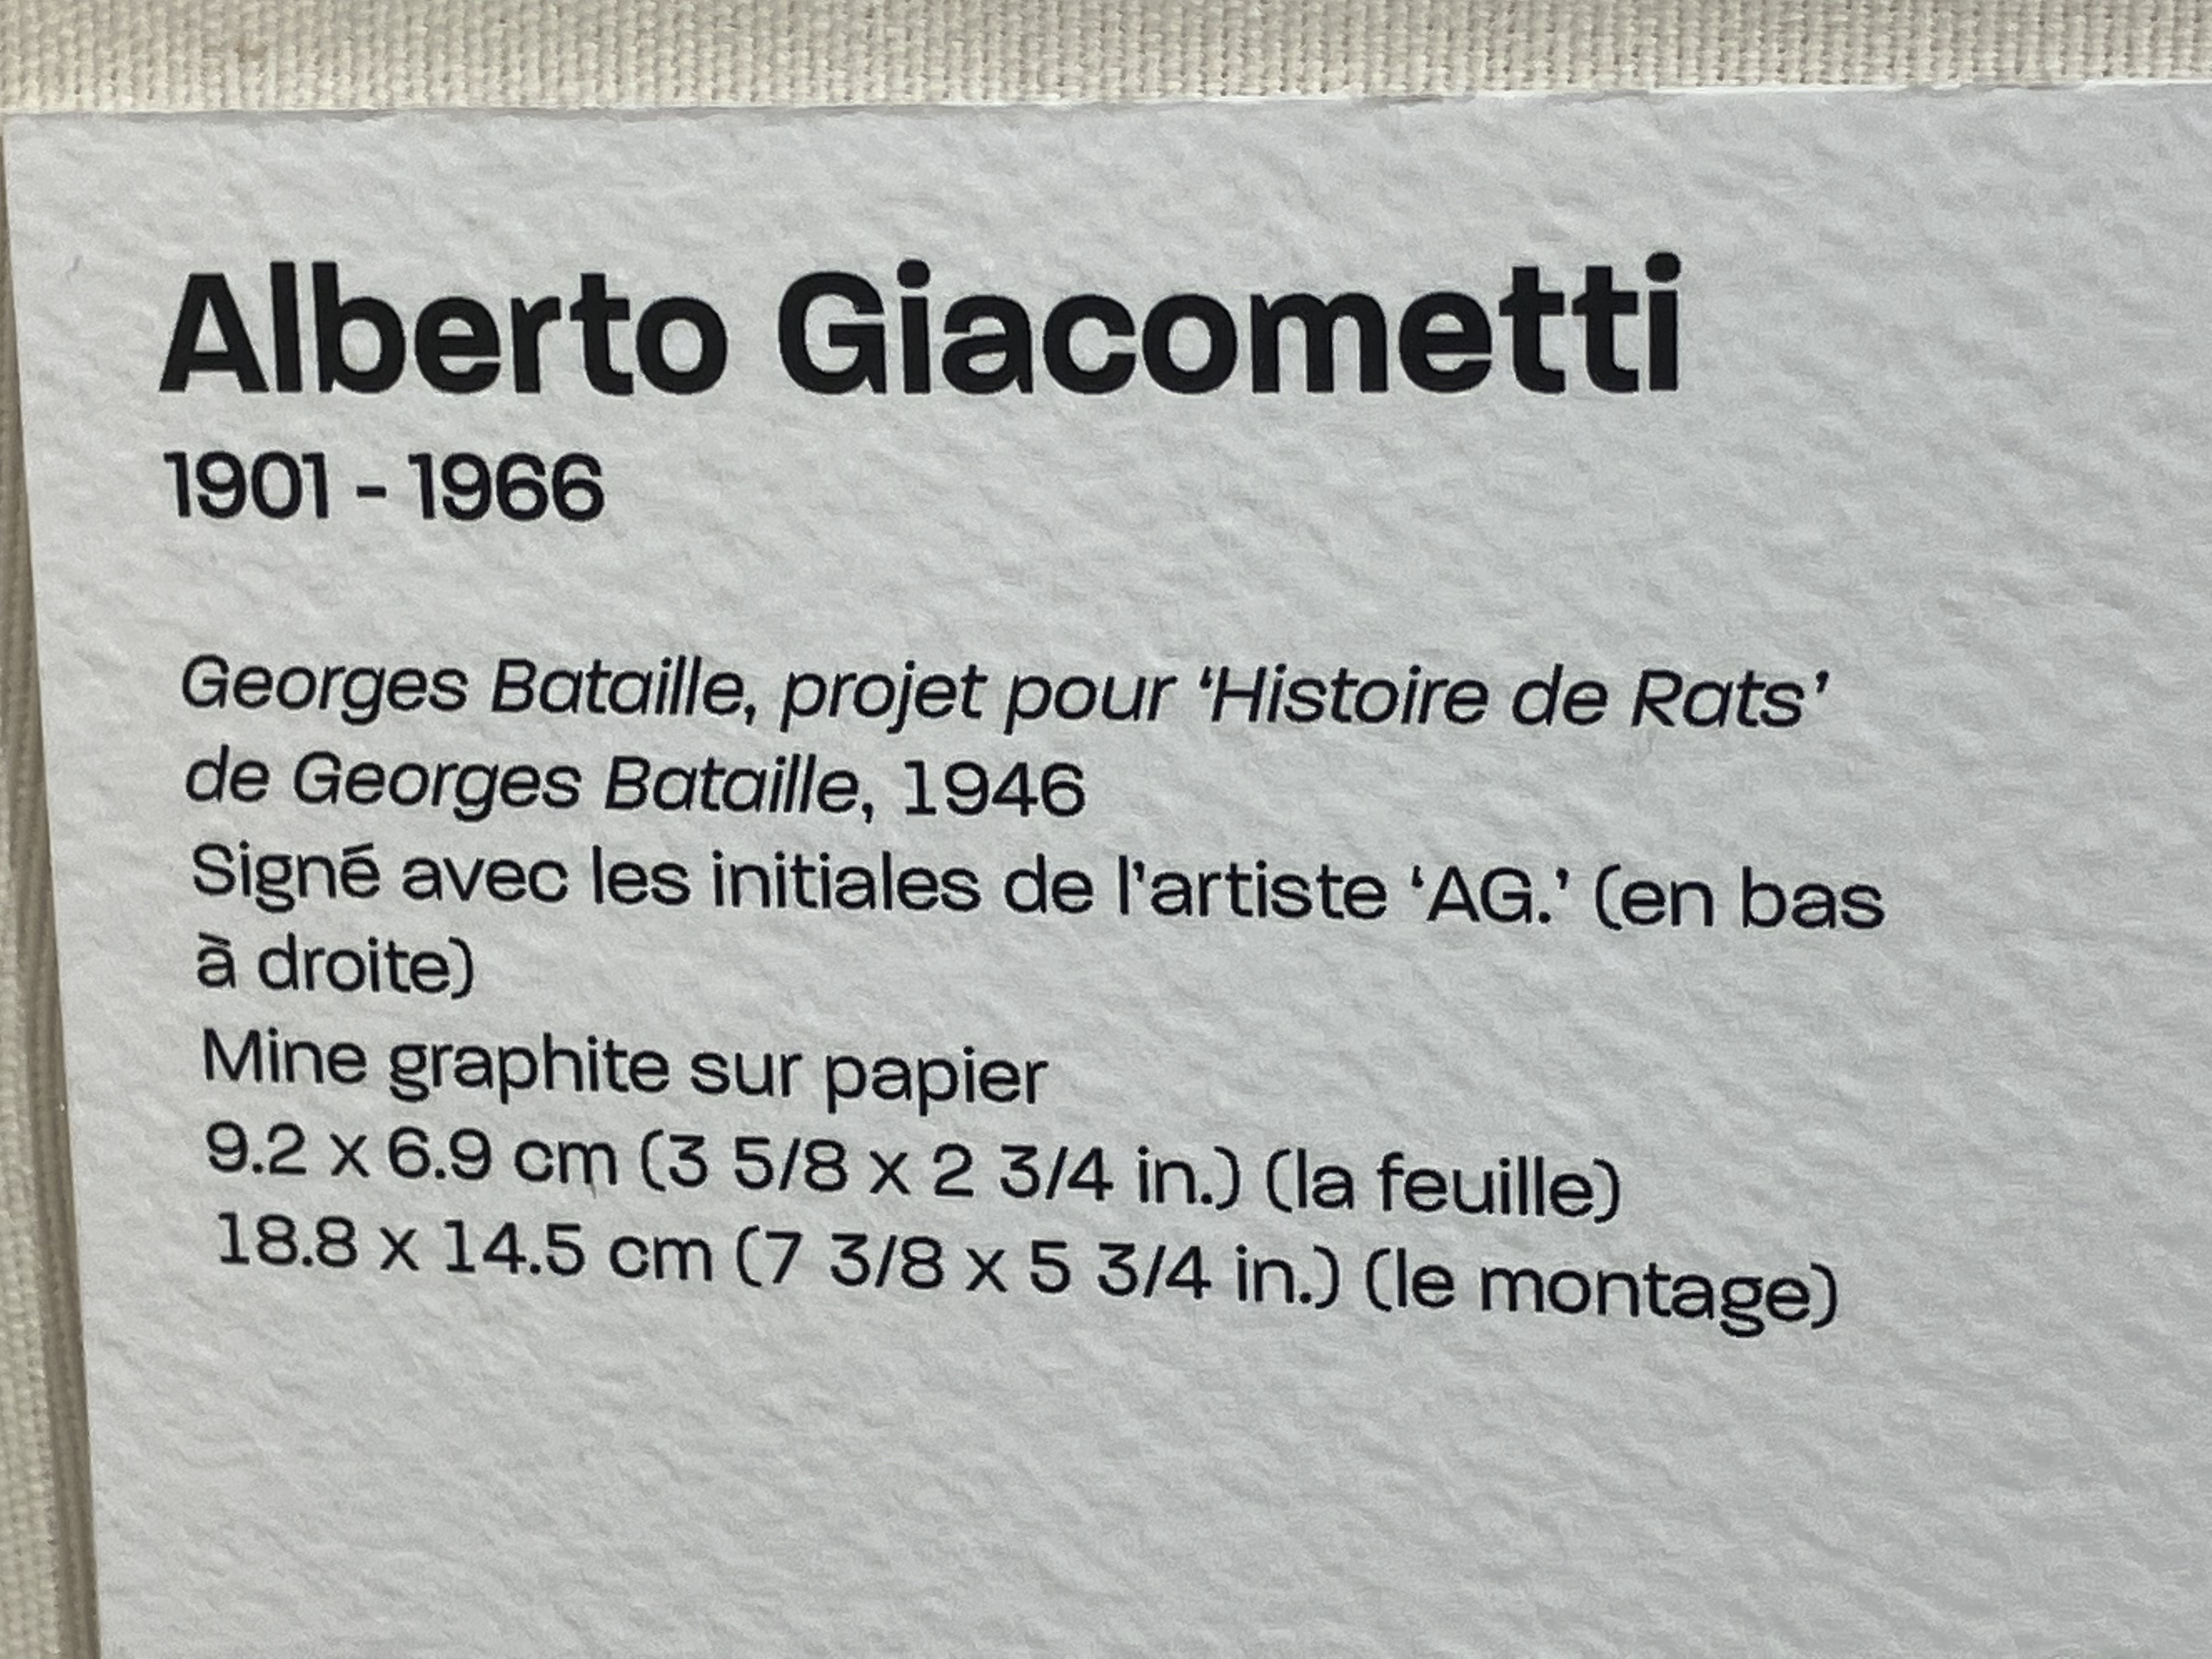 Alberto Giacometti
1901 - 1966
Georges Bataille, projet pour ‘Histoire de Rats’
de Georges Bataille, 1946
Signé avec les initiales de l’artiste ‘AG.’ (en bas
à droite)
Mine graphite sur papier
9.2 x 6.9 cm (3 5/8 x 2 3/4 in.) (la feuille)
18.8 x 14.5 cm (7 3/8 x 5 3/4 in.) (le montage)